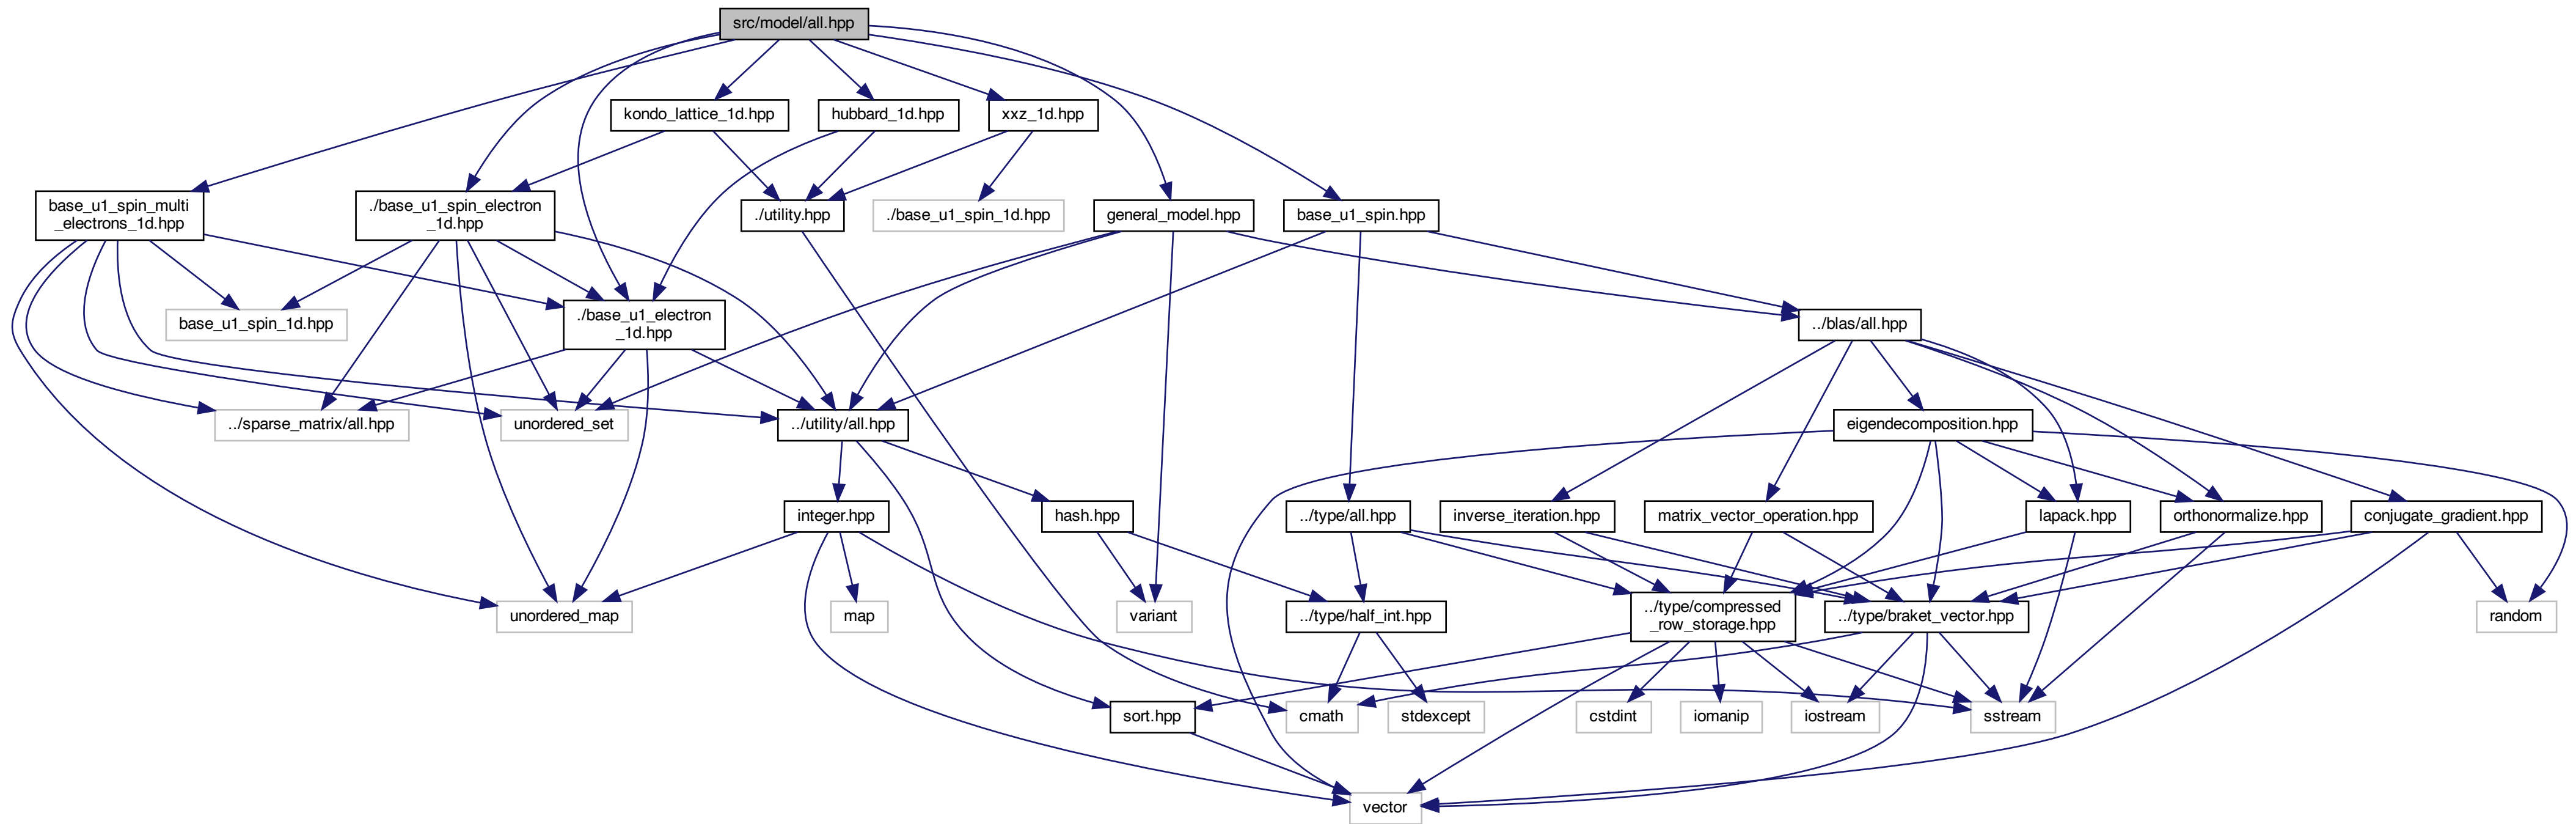 src/model/all.hpp
kondo_lattice_1d.hpp
hubbard_1d.hpp
xxz_1d.hpp
base_u1_spin_multi
_electrons_1d.hpp
./base_u1_spin_electron
_1d.hpp
./utility.hpp
./base_u1_spin_1d.hpp
general_model.hpp
base_u1_spin.hpp
base_u1_spin_1d.hpp
./base_u1_electron
_1d.hpp
../blas/all.hpp
../sparse_matrix/all.hpp
unordered_set
../utility/all.hpp
eigendecomposition.hpp
integer.hpp
hash.hpp
../type/all.hpp
inverse_iteration.hpp
matrix_vector_operation.hpp
lapack.hpp
orthonormalize.hpp
conjugate_gradient.hpp
unordered_map
map
variant
../type/half_int.hpp
../type/compressed
_row_storage.hpp
../type/braket_vector.hpp
random
sort.hpp
cmath
stdexcept
cstdint
iomanip
iostream
sstream
vector